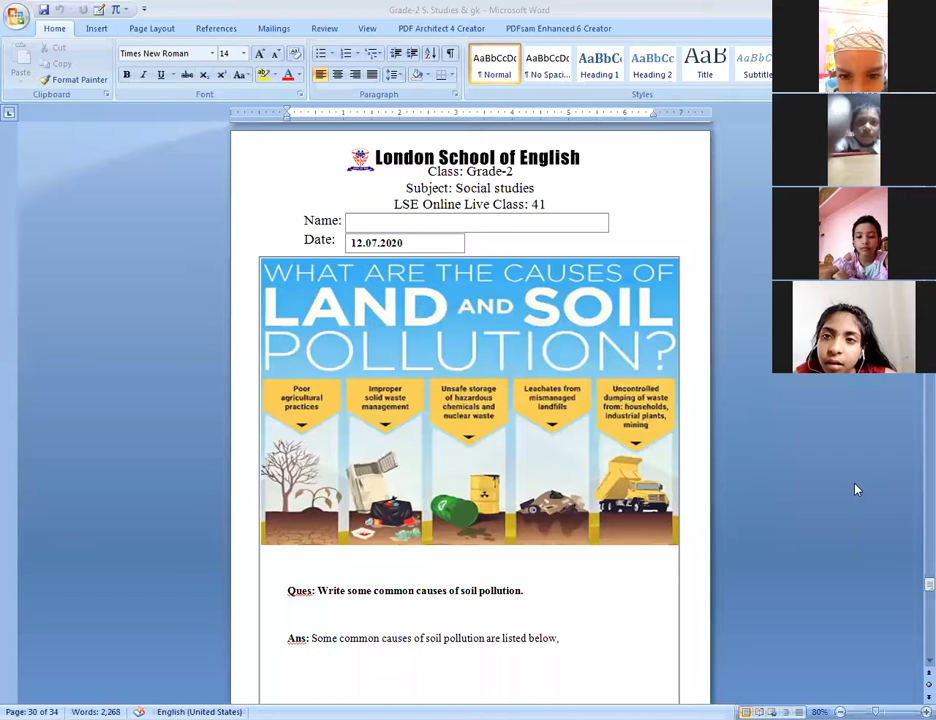 Grade-2 S. Studies & gk - Microsoft Word
Home Insert Page Layout References Mailings Review View PDF Architect 4 Creator PDFsam Enhanced 6 Creator
Cut
Copy
Paste
Format Painter
Clipboard
Times New Roman 14
Font
Paragraph
AaBbCcDc AaBbCcDc AaBbC AaBbCc AaB AaBbCc
¶ Normal ¶ No Spaci... Heading 1 Heading 2 Title Subtitle
Styles
London School of English
Class: Grade-2
Subject: Social studies
LSE Online Live Class: 41
Name:
Date: 12.07.2020
WHAT ARE THE CAUSES OF
LAND AND SOIL
POLLUTION?
Poor
agricultural
practices
Improper
solid waste
management
Unsafe storage
of hazardous
chemicals and
nuclear waste
Leachates from
mismanaged
landfills
Uncontrolled
dumping of waste
from: households,
industrial plants,
mining
Ques: Write some common causes of soil pollution.
Ans: Some common causes of soil pollution are listed below,
Page: 30 of 34 Words: 2,268 English (United States) 80%